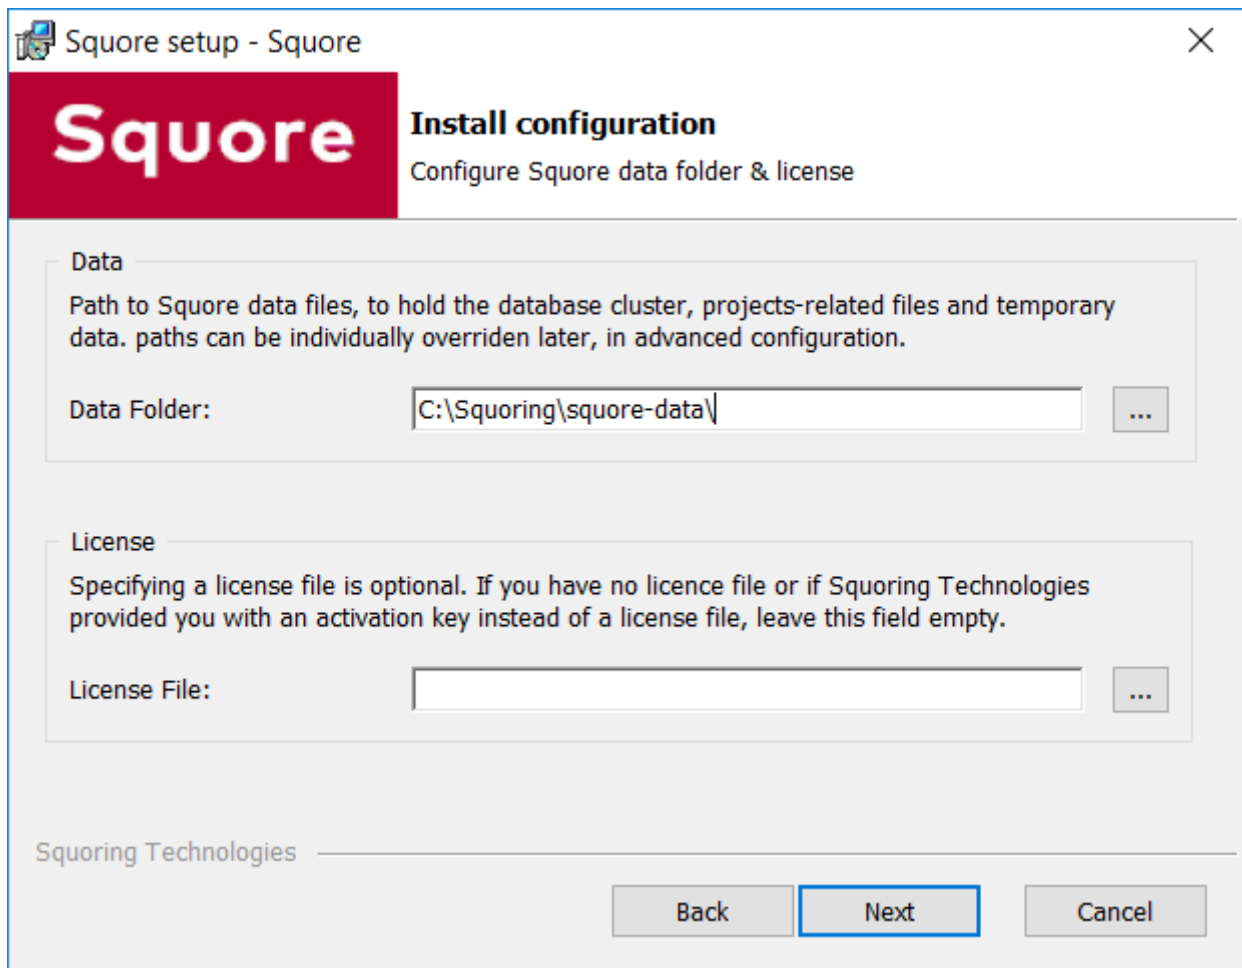 Squore setup - Squore
Squore
Install configuration
Configure Squore data folder & license
Data
Path to Squore data files, to hold the database cluster, projects-related files and temporary
data. paths can be individually overriden later, in advanced configuration.
Data Folder:
C:\Squoring\squore-data\
...
License
Specifying a license file is optional. If you have no licence file or if Squoring Technologies
provided you with an activation key instead of a license file, leave this field empty.
License File:
...
Squoring Technologies
Back
Next
Cancel